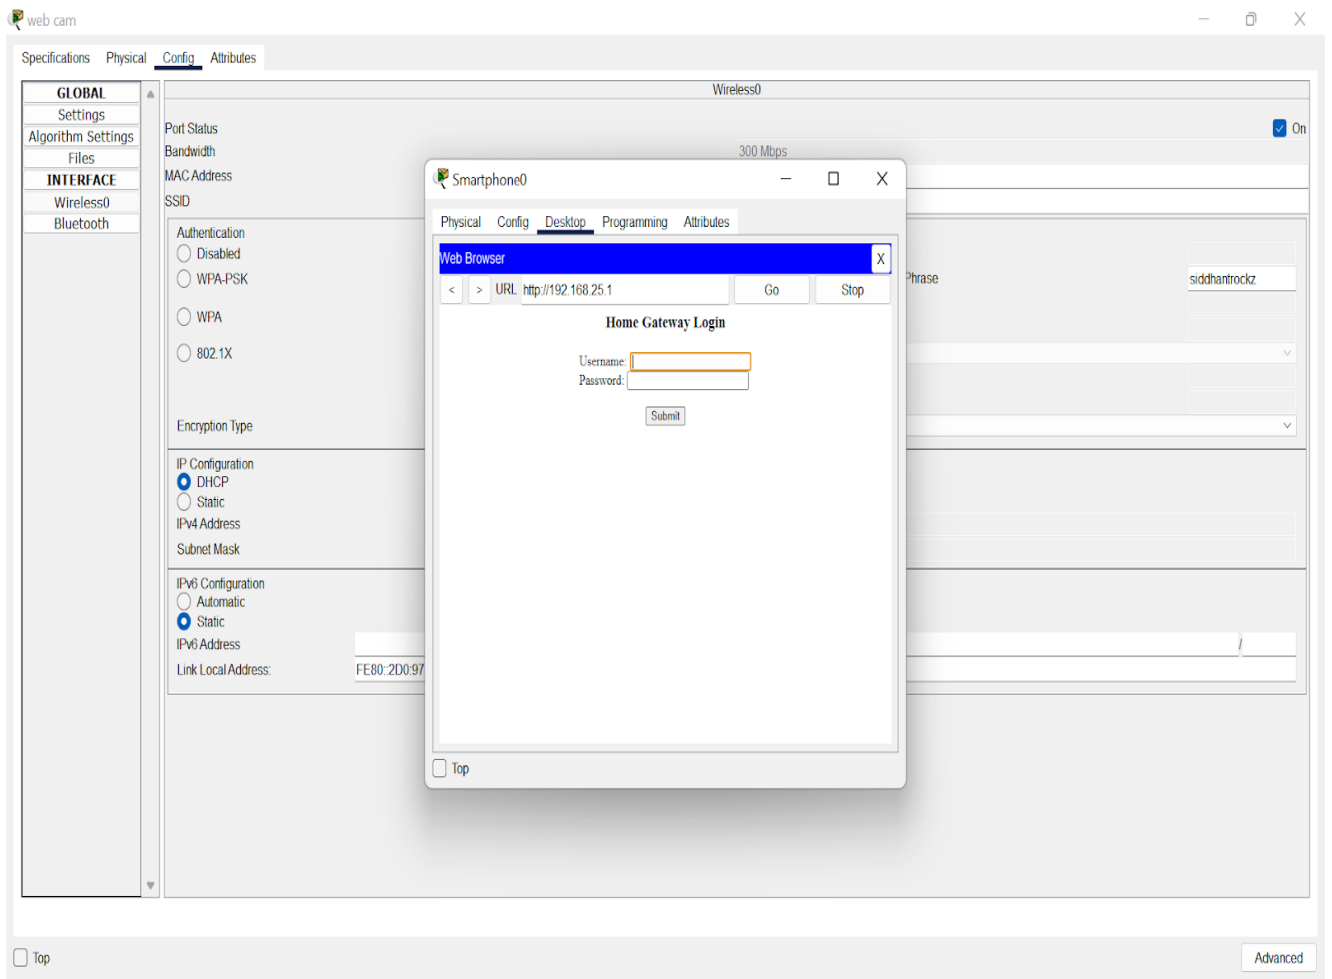 web cam
Specifications Physical Config Attributes
GLOBAL
Settings
Algorithm Settings
Files
INTERFACE
Wireless0
Bluetooth
Wireless0
Port Status On
Bandwidth 300 Mbps
MAC Address
SSID
Authentication
Disabled
WPA-PSK Phrase siddhantrockz
WPA
802.1X
Encryption Type
IP Configuration
DHCP
Static
IPv4 Address
Subnet Mask
IPv6 Configuration
Automatic
Static
IPv6 Address /
Link Local Address: FE80::2D0:97
Smartphone0
Physical Config Desktop Programming Attributes
Web Browser X
< > URL http://192.168.25.1 Go Stop
Home Gateway Login
Username:
Password:
Submit
Top
Top Advanced